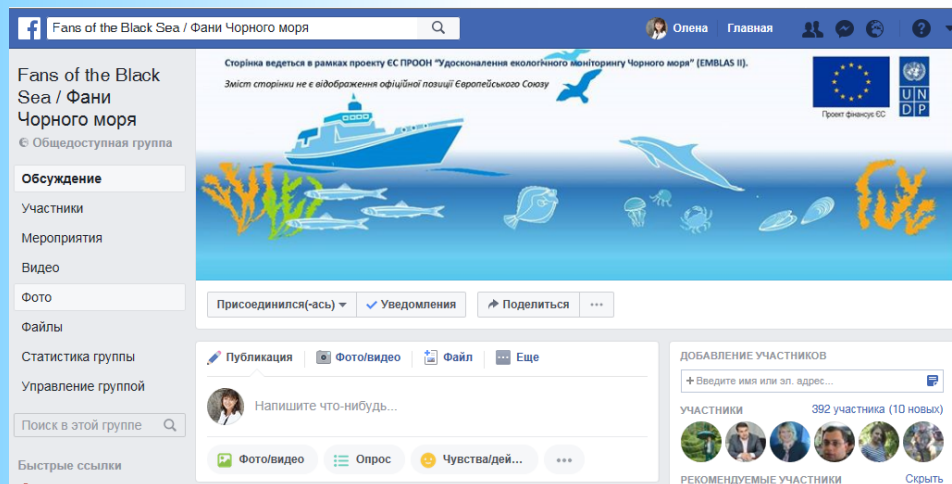 Fans of the Black Sea / Фани Чорного моря
Олена
Главная
Fans of the Black
Sea / Фани
Чорного моря
Общедоступная группа
Обсуждение
Участники
Мероприятия
Видео
Фото
Файлы
Статистика группы
Управление группой
Поиск в этой группе
Быстрые ссылки
Сторінка ведеться в рамках проекту ЄС ПРООН "Удосконалення екологічного моніторингу Чорного моря" (EMBLAS II).
Зміст сторінки не є відображення офіційної позиції Європейського Союзу
Проект фінансує ЄС
U N
D P
Присоединился(-ась)
Уведомления
Поделиться
Публикация
Фото/видео
Файл
Еще
Напишите что-нибудь...
Фото/видео
Опрос
Чувства/дей...
ДОБАВЛЕНИЕ УЧАСТНИКОВ
+ Введите имя или эл. адрес...
УЧАСТНИКИ
392 участника (10 новых)
РЕКОМЕНДУЕМЫЕ УЧАСТНИКИ
Скрыть